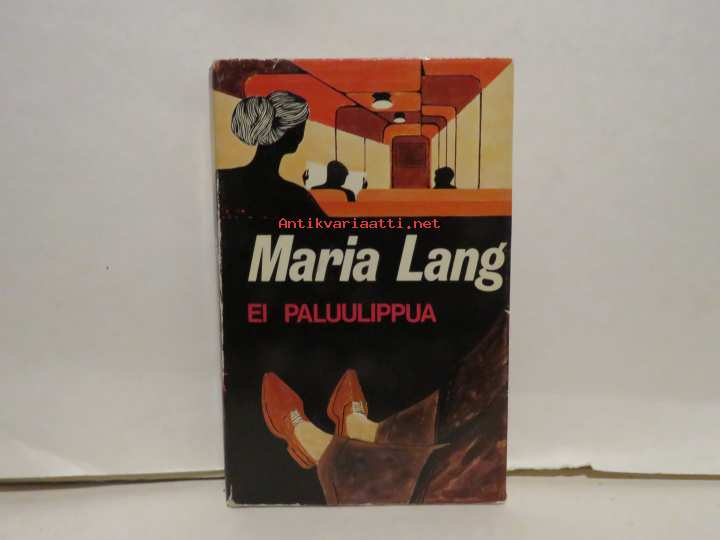 Antikvariaatti.net
Maria Lang
EI PALUULIPPUA